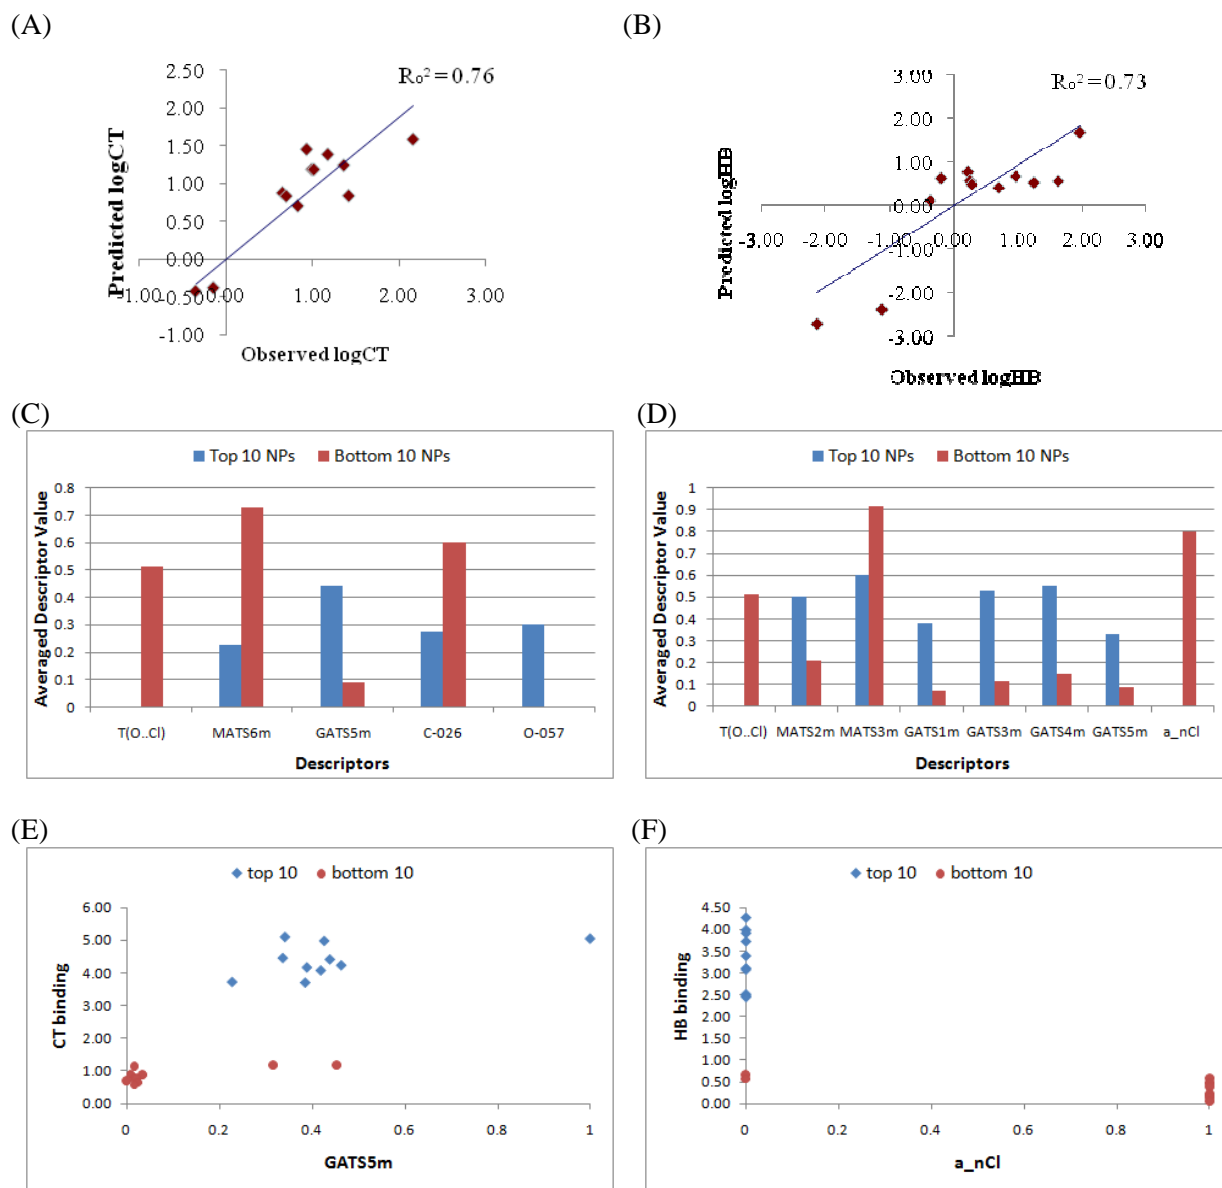 (A)
(B)
2.50
2.00
1.50
1.00
0.50
0.00
-0.50
-1.00
-1.00
0.00
1.00
2.00
3.00
R₀² = 0.76
Predicted logCT
Observed logCT
3.00
2.00
1.00
0.00
-1.00
-2.00
-3.00
-3.00
-2.00
-1.00
0.00
1.00
2.00
3.00
R₀² = 0.73
Predicted logHB
Observed logHB
(C)
(D)
Top 10 NPs
Bottom 10 NPs
0.8
0.7
0.6
0.5
0.4
0.3
0.2
0.1
0
Averaged Descriptor Value
T(O..Cl)
MATS6m
GATS5m
C-026
O-057
Descriptors
Top 10 NPs
Bottom 10 NPs
1
0.9
0.8
0.7
0.6
0.5
0.4
0.3
0.2
0.1
0
Averaged Descriptor Value
T(O..Cl)
MATS2m
MATS3m
GATS1m
GATS3m
GATS4m
GATS5m
a_nCl
Descriptors
(E)
(F)
top 10
bottom 10
6.00
5.00
4.00
3.00
2.00
1.00
0.00
CT binding
0
0.2
0.4
0.6
0.8
1
GATS5m
top 10
bottom 10
4.50
4.00
3.50
3.00
2.50
2.00
1.50
1.00
0.50
0.00
HB binding
0
0.2
0.4
0.6
0.8
1
a_nCl